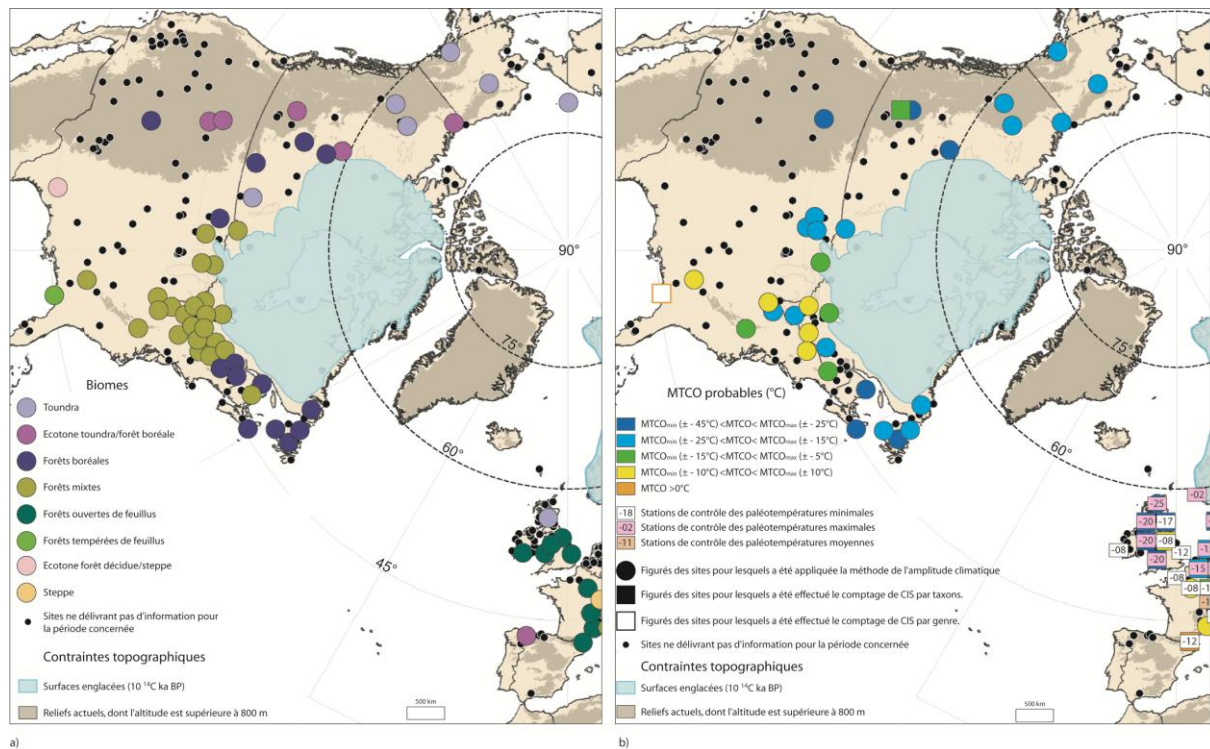 90°
75°
60°
45°
Biomes
Toundra
Ecotone toundra/forêt boréale
Forêts boréales
Forêts mixtes
Forêts ouvertes de feuillus
Forêts tempérées de feuillus
Ecotone forêt décidue/steppe
Steppe
Sites ne délivrant pas d'information pour
la période concernée
Contraintes topographiques
Surfaces englacées (10 ¹⁴C ka BP)
Reliefs actuels, dont l'altitude est supérieure à 800 m
500 km
a)
90°
75°
60°
45°
MTCO probables (°C)
MTCOmin (± - 45°C) <MTCO< MTCOmax (± - 25°C)
MTCOmin (± - 25°C) <MTCO< MTCOmax (± - 15°C)
MTCOmin (± - 15°C) <MTCO< MTCOmax (± - 5°C)
MTCOmin (± - 10°C) <MTCO< MTCOmax (± 10°C)
MTCO >0°C
-18 Stations de contrôle des paléotempératures minimales
-02 Stations de contrôle des paléotempératures maximales
-11 Stations de contrôle des paléotempératures moyennes
Figurés des sites pour lesquels a été appliquée la méthode de l'amplitude climatique
Figurés des sites pour lesquels a été effectué le comptage de CIS par taxons.
Figurés des sites pour lesquels a été effectué le comptage de CIS par genre.
Sites ne délivrant pas d'information pour la période concernée
Contraintes topographiques
Surfaces englacées (10 ¹⁴C ka BP)
Reliefs actuels, dont l'altitude est supérieure à 800 m
500 km
-02
-25
-20 -17
-08 -20 -08
-20 -12
-15
-08
-08
-12
b)